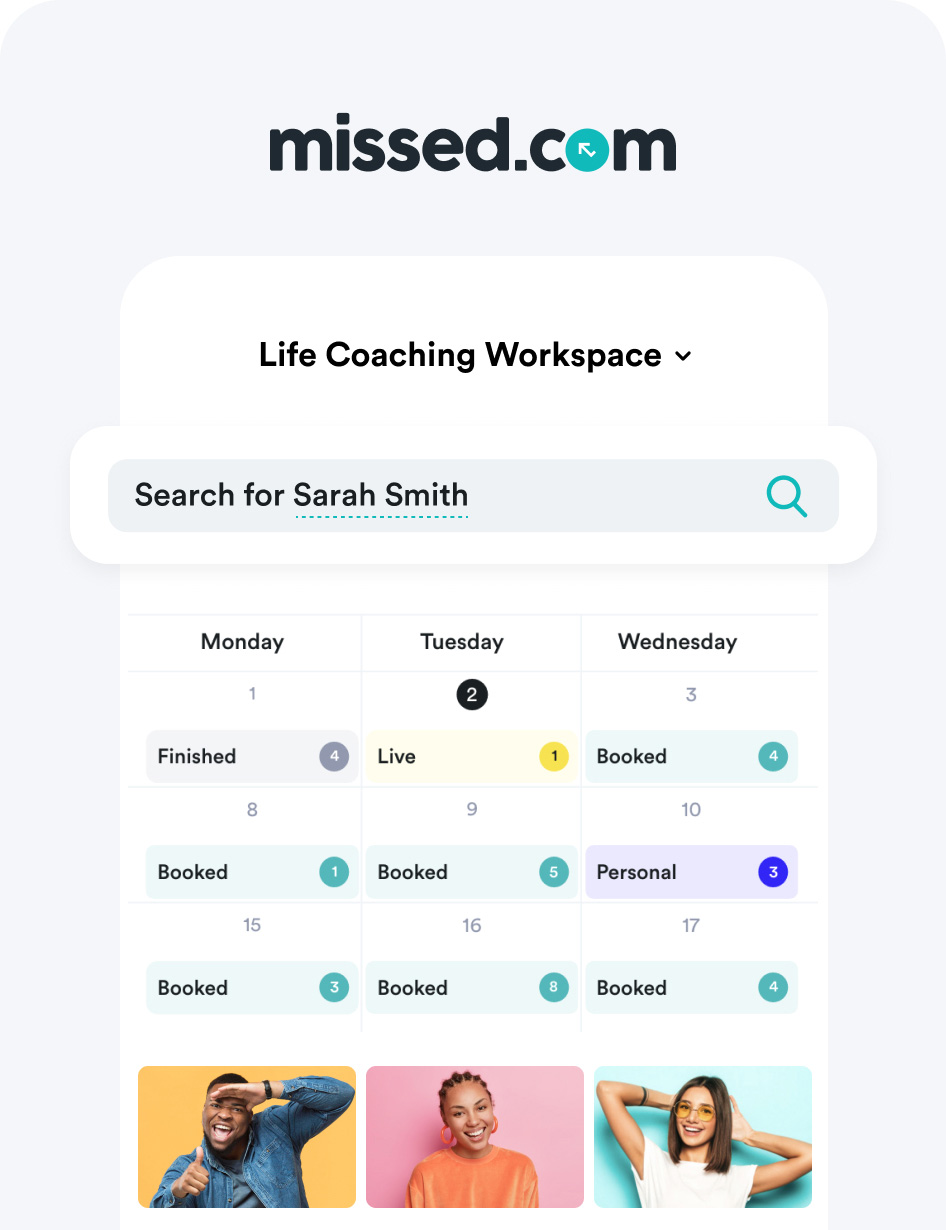 missed.com
Life Coaching Workspace
Search for Sarah Smith
Monday Tuesday Wednesday
1 2 3
Finished 4 Live 1 Booked 4
8 9 10
Booked 1 Booked 5 Personal 3
15 16 17
Booked 3 Booked 8 Booked 4